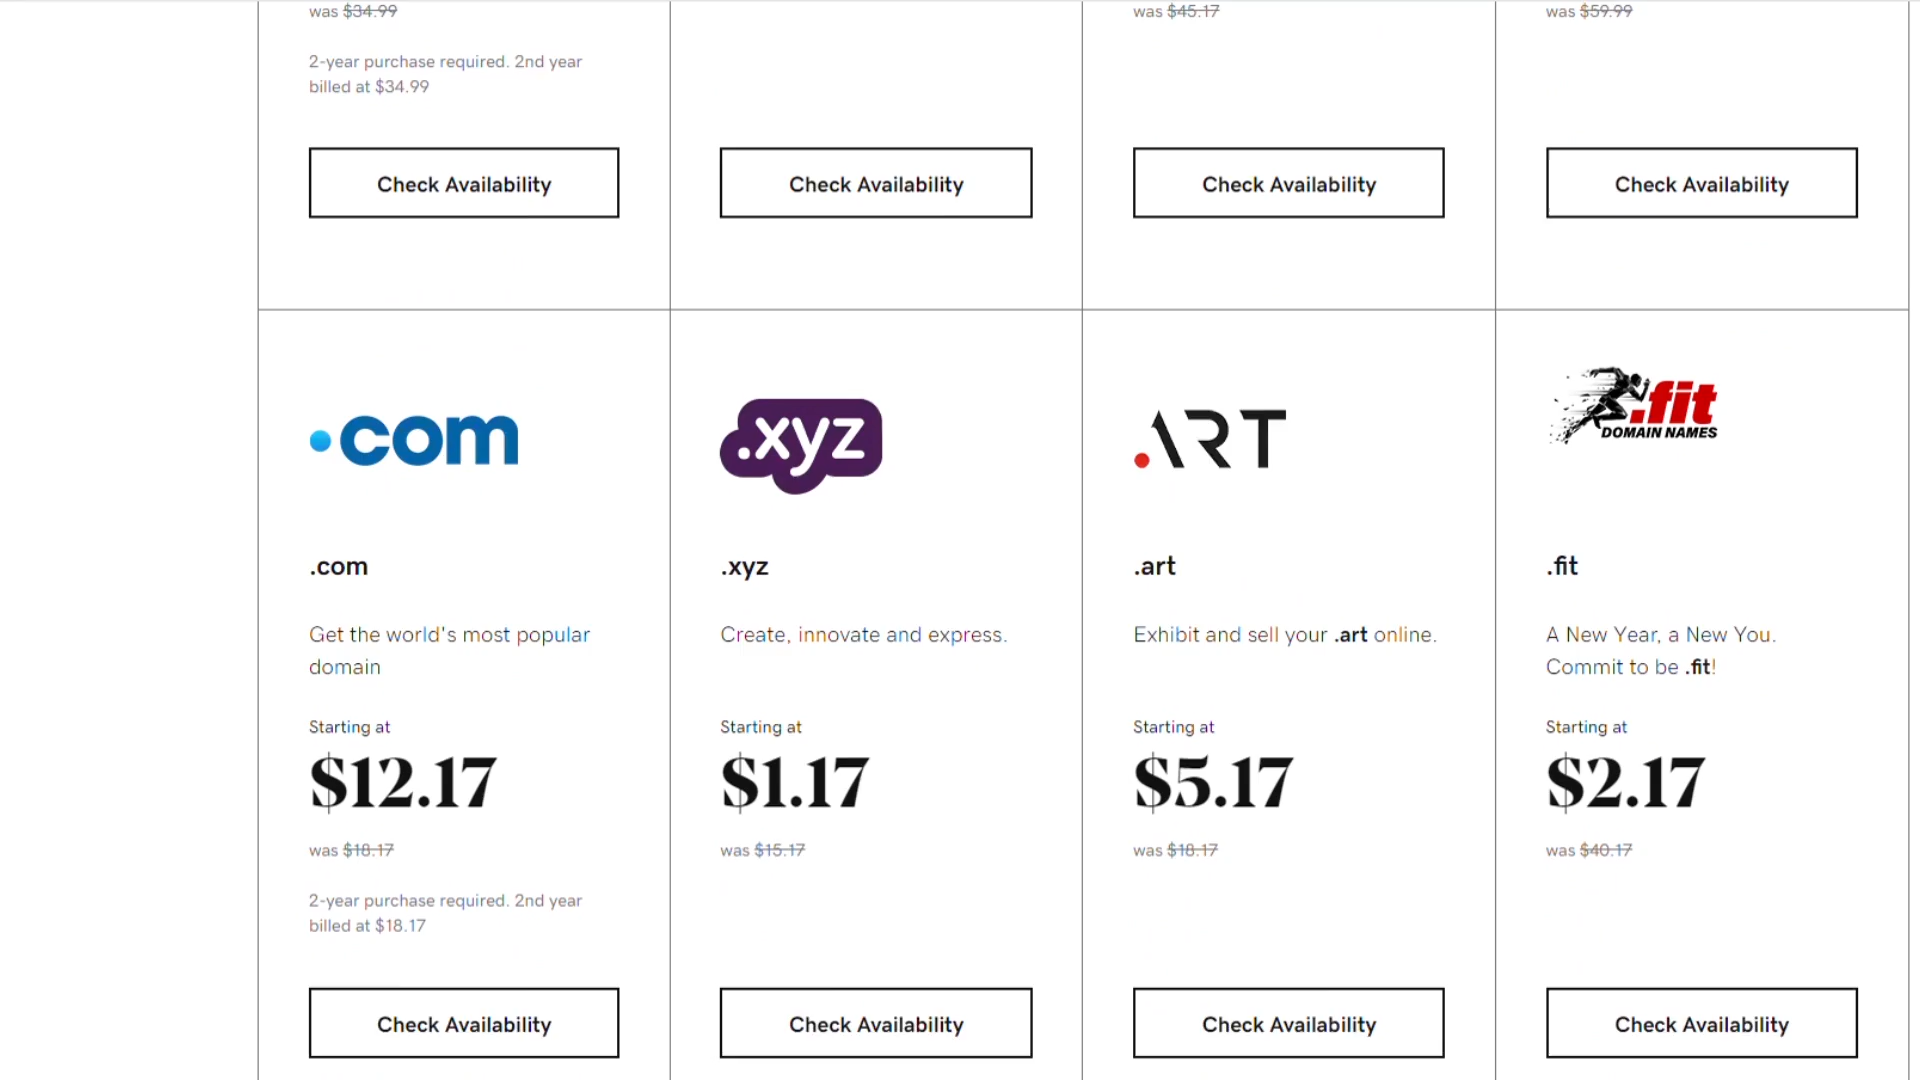 was $34.99
2-year purchase required. 2nd year
billed at $34.99
Check Availability
Check Availability
was $45.17
Check Availability
was $59.99
Check Availability
.com
.com
Get the world's most popular
domain
Starting at
$12.17
was $18.17
2-year purchase required. 2nd year
billed at $18.17
Check Availability
.xyz
.xyz
Create, innovate and express.
Starting at
$1.17
was $15.17
Check Availability
.ART
.art
Exhibit and sell your .art online.
Starting at
$5.17
was $18.17
Check Availability
.fit
DOMAIN NAMES
.fit
A New Year, a New You.
Commit to be .fit!
Starting at
$2.17
was $40.17
Check Availability